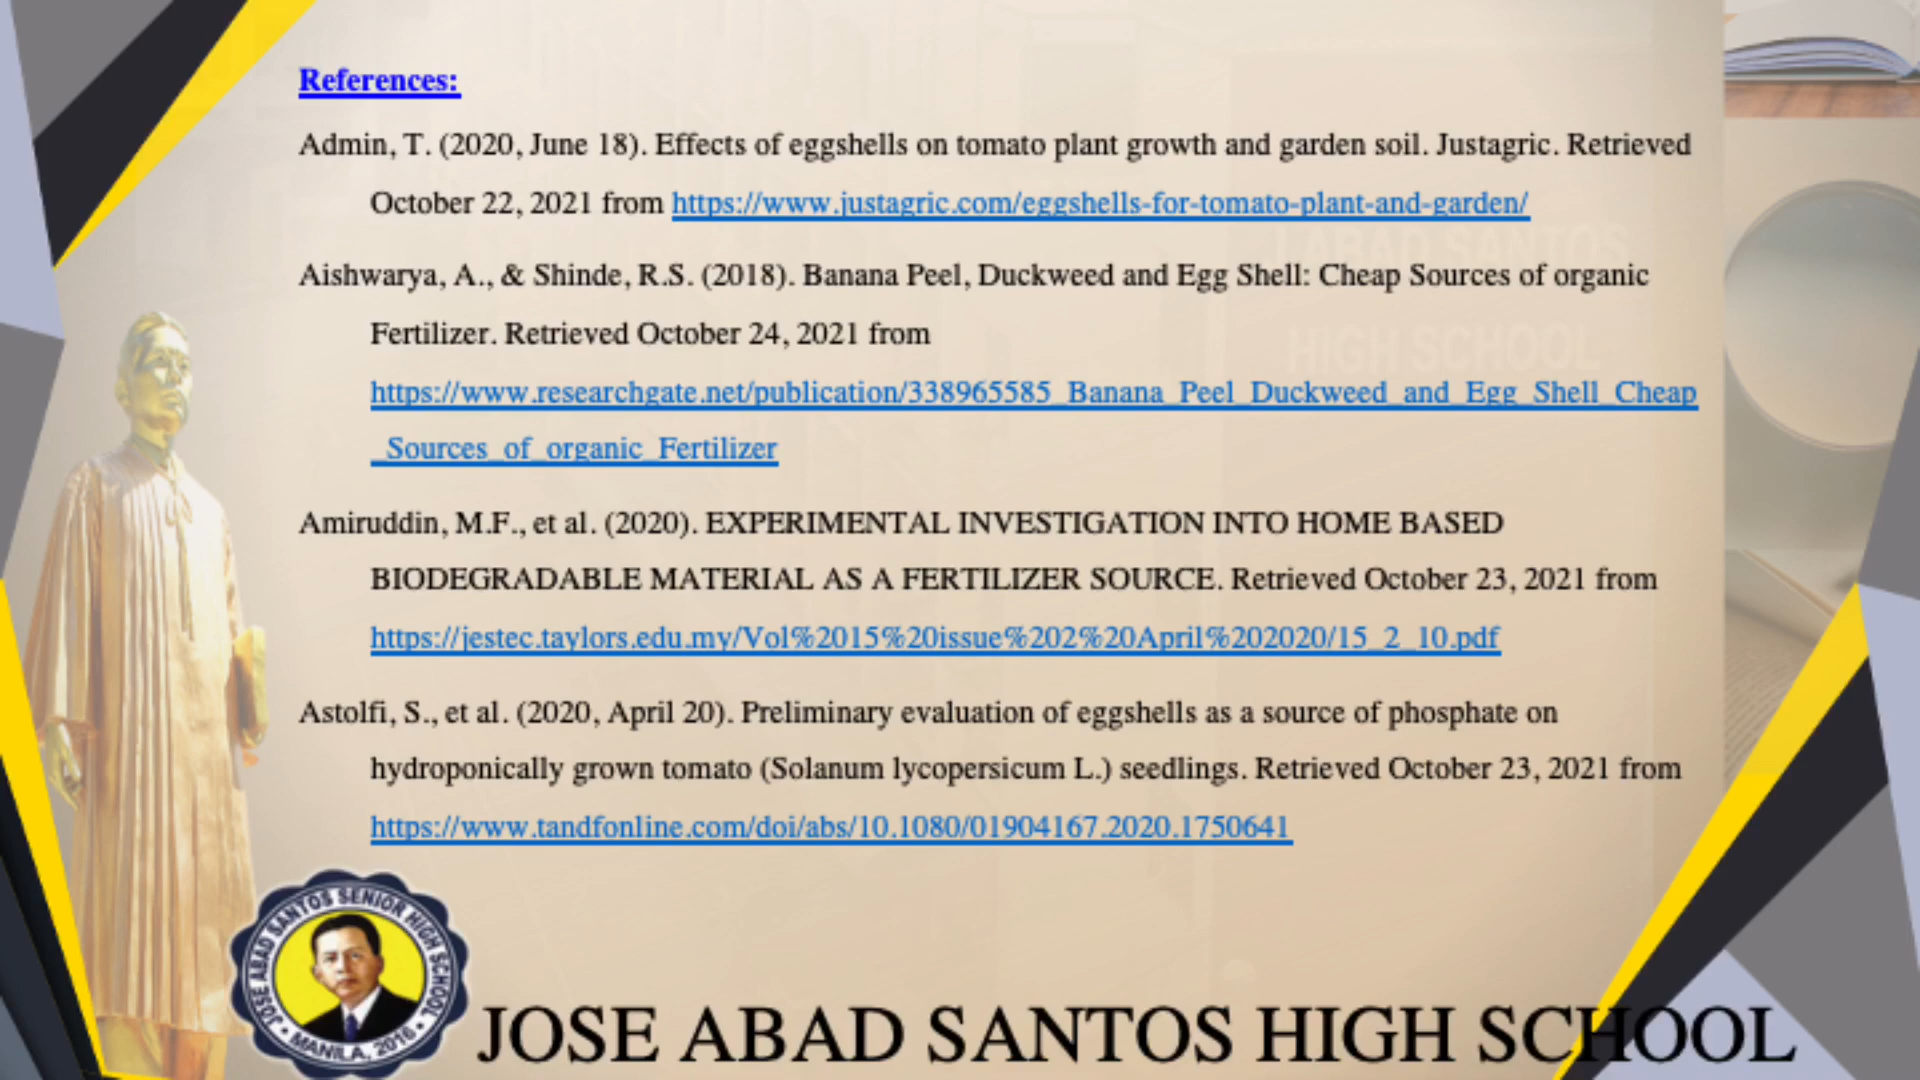 References:
Admin, T. (2020, June 18). Effects of eggshells on tomato plant growth and garden soil. Justagric. Retrieved
October 22, 2021 from https://www.justagric.com/eggshells-for-tomato-plant-and-garden/
J ABAD SANTOS
Aishwarya, A., & Shinde, R.S. (2018). Banana Peel, Duckweed and Egg Shell: Cheap Sources of organic
Fertilizer. Retrieved October 24, 2021 from
HIGH SCHOOL
https://www.researchgate.net/publication/338965585_Banana_Peel_Duckweed_and_Egg_Shell_Cheap
_Sources_of_organic_Fertilizer
Amiruddin, M.F., et al. (2020). EXPERIMENTAL INVESTIGATION INTO HOME BASED
BIODEGRADABLE MATERIAL AS A FERTILIZER SOURCE. Retrieved October 23, 2021 from
https://jestec.taylors.edu.my/Vol%2015%20issue%202%20April%202020/15_2_10.pdf
Astolfi, S., et al. (2020, April 20). Preliminary evaluation of eggshells as a source of phosphate on
hydroponically grown tomato (Solanum lycopersicum L.) seedlings. Retrieved October 23, 2021 from
https://www.tandfonline.com/doi/abs/10.1080/01904167.2020.1750641
JOSE ABAD SANTOS SENIOR HIGH SCHOOL
• MANILA, 2016 •
JOSE ABAD SANTOS HIGH SCHOOL